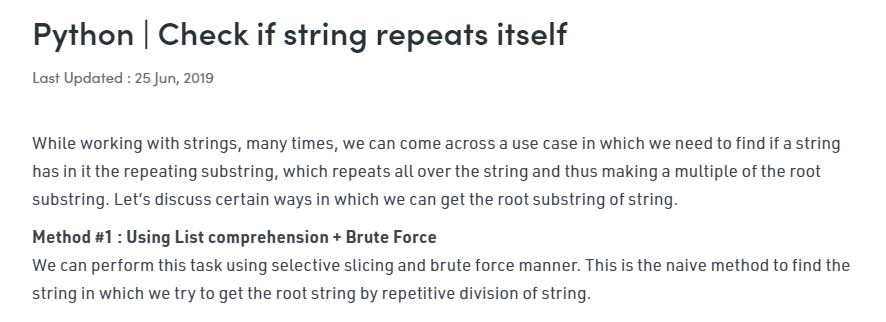 Python | Check if string repeats itself
Last Updated : 25 Jun, 2019
While working with strings, many times, we can come across a use case in which we need to find if a string
has in it the repeating substring, which repeats all over the string and thus making a multiple of the root
substring. Let’s discuss certain ways in which we can get the root substring of string.
Method #1 : Using List comprehension + Brute Force
We can perform this task using selective slicing and brute force manner. This is the naive method to find the
string in which we try to get the root string by repetitive division of string.